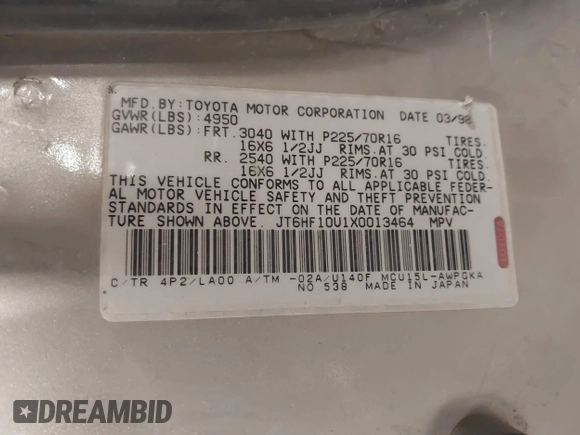 MFD.BY:TOYOTA MOTOR CORPORATION DATE 03/98
GVWR(LBS):4950
GAWR(LBS):FRT.3040 WITH P225/70R16 TIRES.
16X6 1/2JJ RIMS.AT 30 PSI COLD.
RR. 2540 WITH P225/70R16 TIRES.
16X6 1/2JJ RIMS.AT 30 PSI COLD.
THIS VEHICLE CONFORMS TO ALL APPLICABLE FEDER-
AL MOTOR VEHICLE SAFETY AND THEFT PREVENTION
STANDARDS IN EFFECT ON THE DATE OF MANUFAC-
TURE SHOWN ABOVE. JT6HF10U1X0013464 MPV
C/TR 4P2/LA00 A/TM -02A/U140F MCU15L-AWPGKA
NO 538 MADE IN JAPAN
DREAMBID